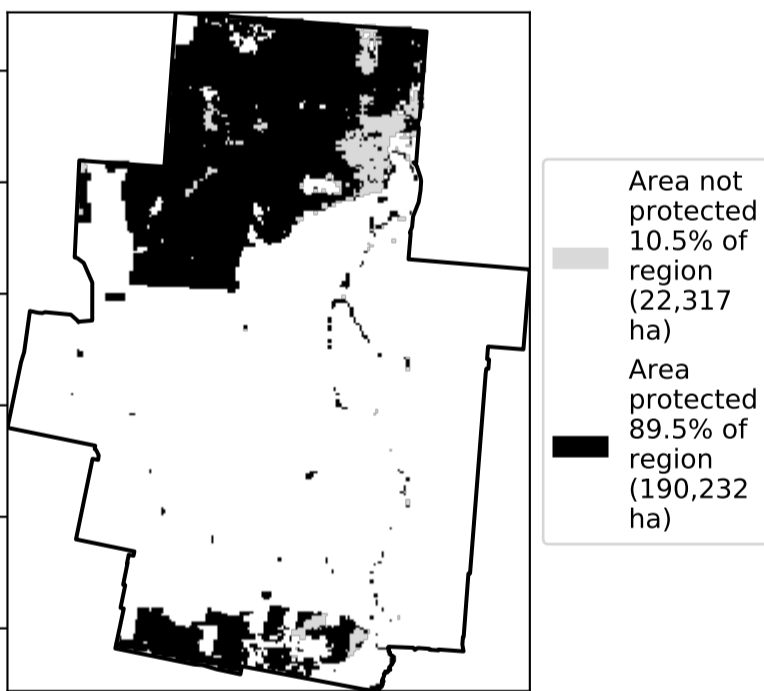 Area not
protected
10.5% of
region
(22,317
ha)
Area
protected
89.5% of
region
(190,232
ha)